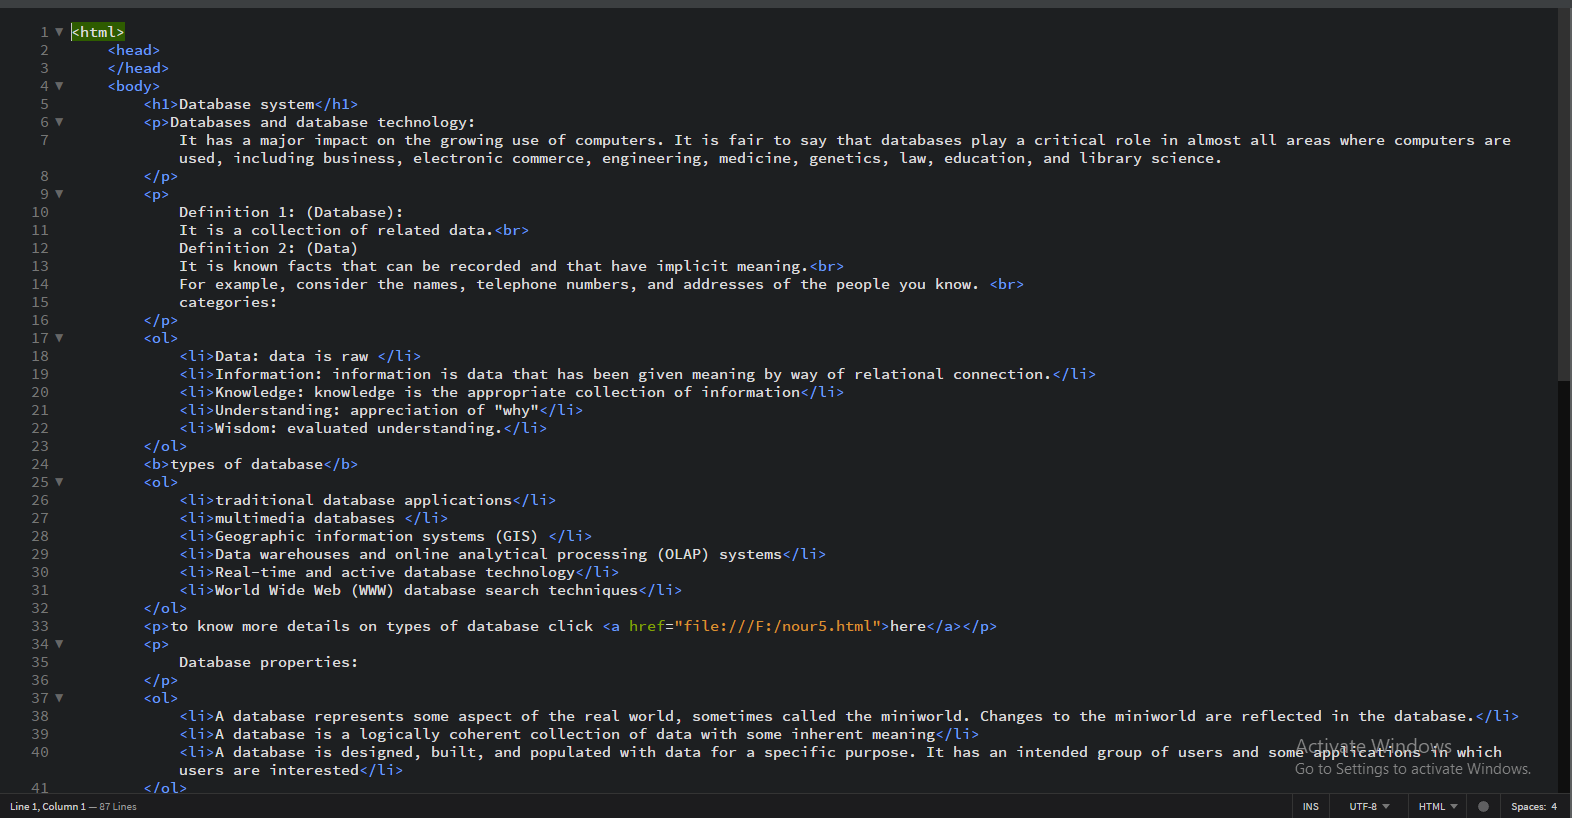 1 <html>
2 <head>
3 </head>
4 <body>
5 <h1>Database system</h1>
6 <p>Databases and database technology:
7 It has a major impact on the growing use of computers. It is fair to say that databases play a critical role in almost all areas where computers are
used, including business, electronic commerce, engineering, medicine, genetics, law, education, and library science.
8 </p>
9 <p>
10 Definition 1: (Database):
11 It is a collection of related data.<br>
12 Definition 2: (Data)
13 It is known facts that can be recorded and that have implicit meaning.<br>
14 For example, consider the names, telephone numbers, and addresses of the people you know. <br>
15 categories:
16 </p>
17 <ol>
18 <li>Data: data is raw </li>
19 <li>Information: information is data that has been given meaning by way of relational connection.</li>
20 <li>Knowledge: knowledge is the appropriate collection of information</li>
21 <li>Understanding: appreciation of "why"</li>
22 <li>Wisdom: evaluated understanding.</li>
23 </ol>
24 <b>types of database</b>
25 <ol>
26 <li>traditional database applications</li>
27 <li>multimedia databases </li>
28 <li>Geographic information systems (GIS) </li>
29 <li>Data warehouses and online analytical processing (OLAP) systems</li>
30 <li>Real-time and active database technology</li>
31 <li>World Wide Web (WWW) database search techniques</li>
32 </ol>
33 <p>to know more details on types of database click <a href="file:///F:/nour5.html">here</a></p>
34 <p>
35 Database properties:
36 </p>
37 <ol>
38 <li>A database represents some aspect of the real world, sometimes called the miniworld. Changes to the miniworld are reflected in the database.</li>
39 <li>A database is a logically coherent collection of data with some inherent meaning</li>
40 <li>A database is designed, built, and populated with data for a specific purpose. It has an intended group of users and some applications in which
users are interested</li>
41 </ol>
Activate Windows
Go to Settings to activate Windows.
Line 1, Column 1 — 87 Lines
INS UTF-8 HTML Spaces: 4